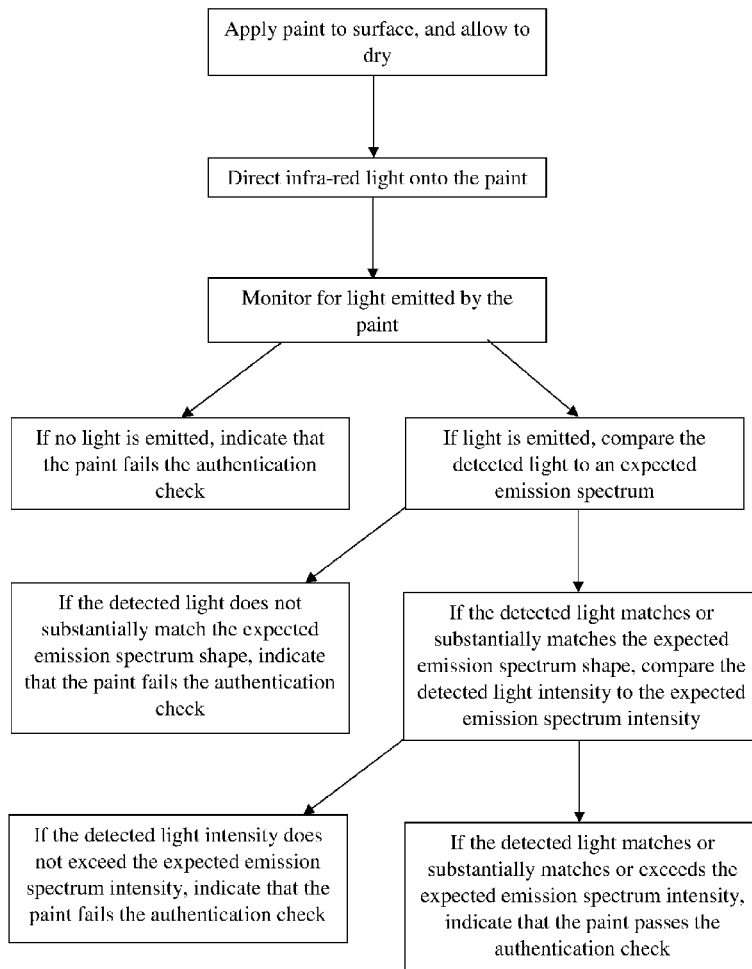 Apply paint to surface, and allow to
dry
Direct infra-red light onto the paint
Monitor for light emitted by the
paint
If no light is emitted, indicate that
the paint fails the authentication
check
If light is emitted, compare the
detected light to an expected
emission spectrum
If the detected light does not
substantially match the expected
emission spectrum shape, indicate
that the paint fails the authentication
check
If the detected light matches or
substantially matches the expected
emission spectrum shape, compare the
detected light intensity to the expected
emission spectrum intensity
If the detected light intensity does
not exceed the expected emission
spectrum intensity, indicate that the
paint fails the authentication check
If the detected light matches or
substantially matches or exceeds the
expected emission spectrum intensity,
indicate that the paint passes the
authentication check